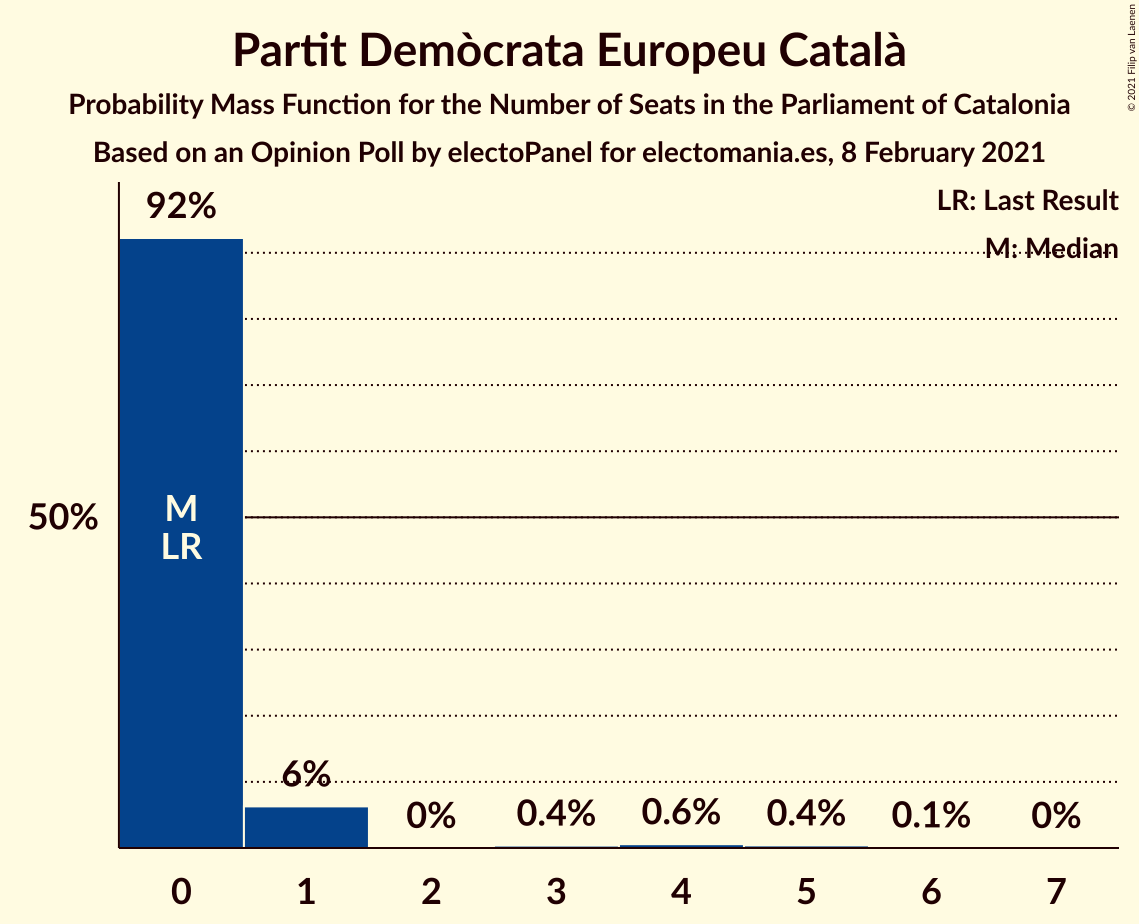 Partit Demòcrata Europeu Català
Probability Mass Function for the Number of Seats in the Parliament of Catalonia
Based on an Opinion Poll by electoPanel for electomania.es, 8 February 2021
© 2021 Filip van Laenen
LR: Last Result
M: Median
92%
50%
M
LR
6%
0%
0.4%
0.6%
0.4%
0.1%
0%
0
1
2
3
4
5
6
7